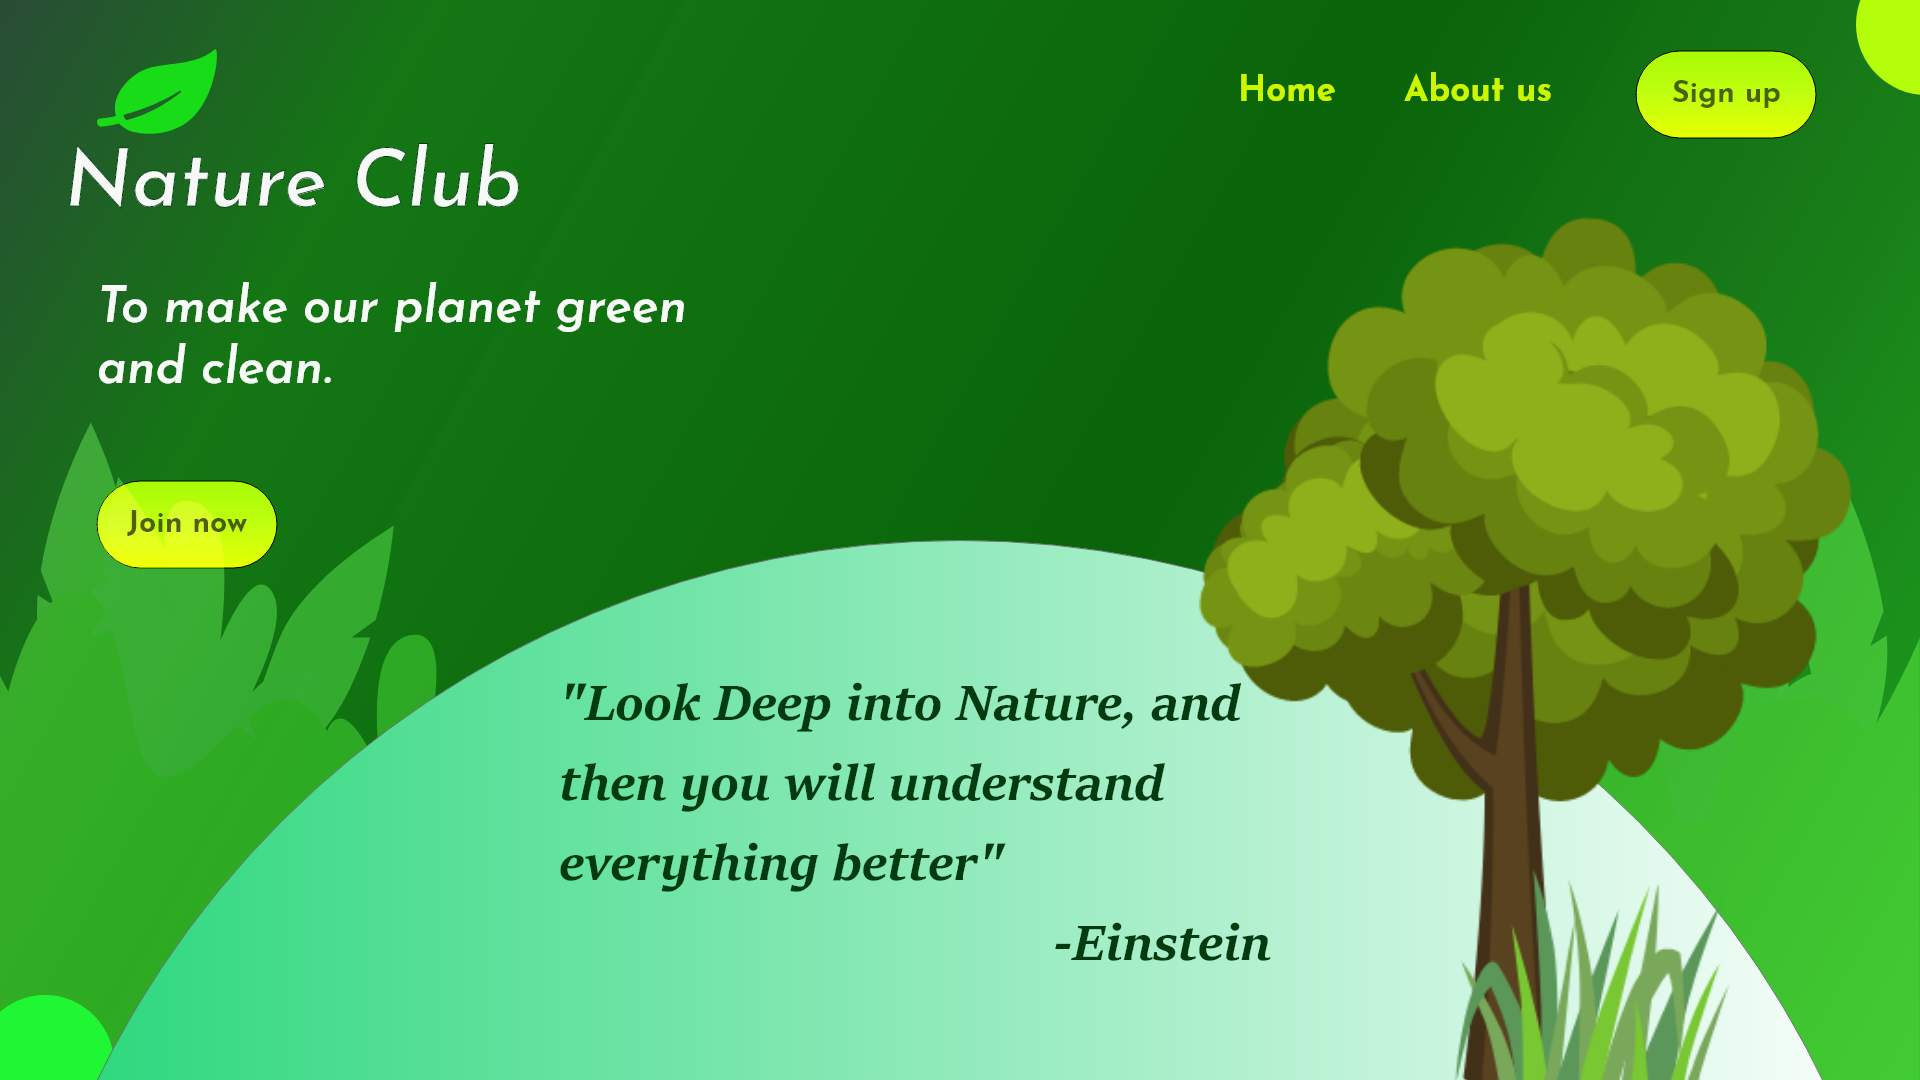 Home
About us
Sign up
Nature Club
To make our planet green
and clean.
Join now
"Look Deep into Nature, and
then you will understand
everything better"
-Einstein